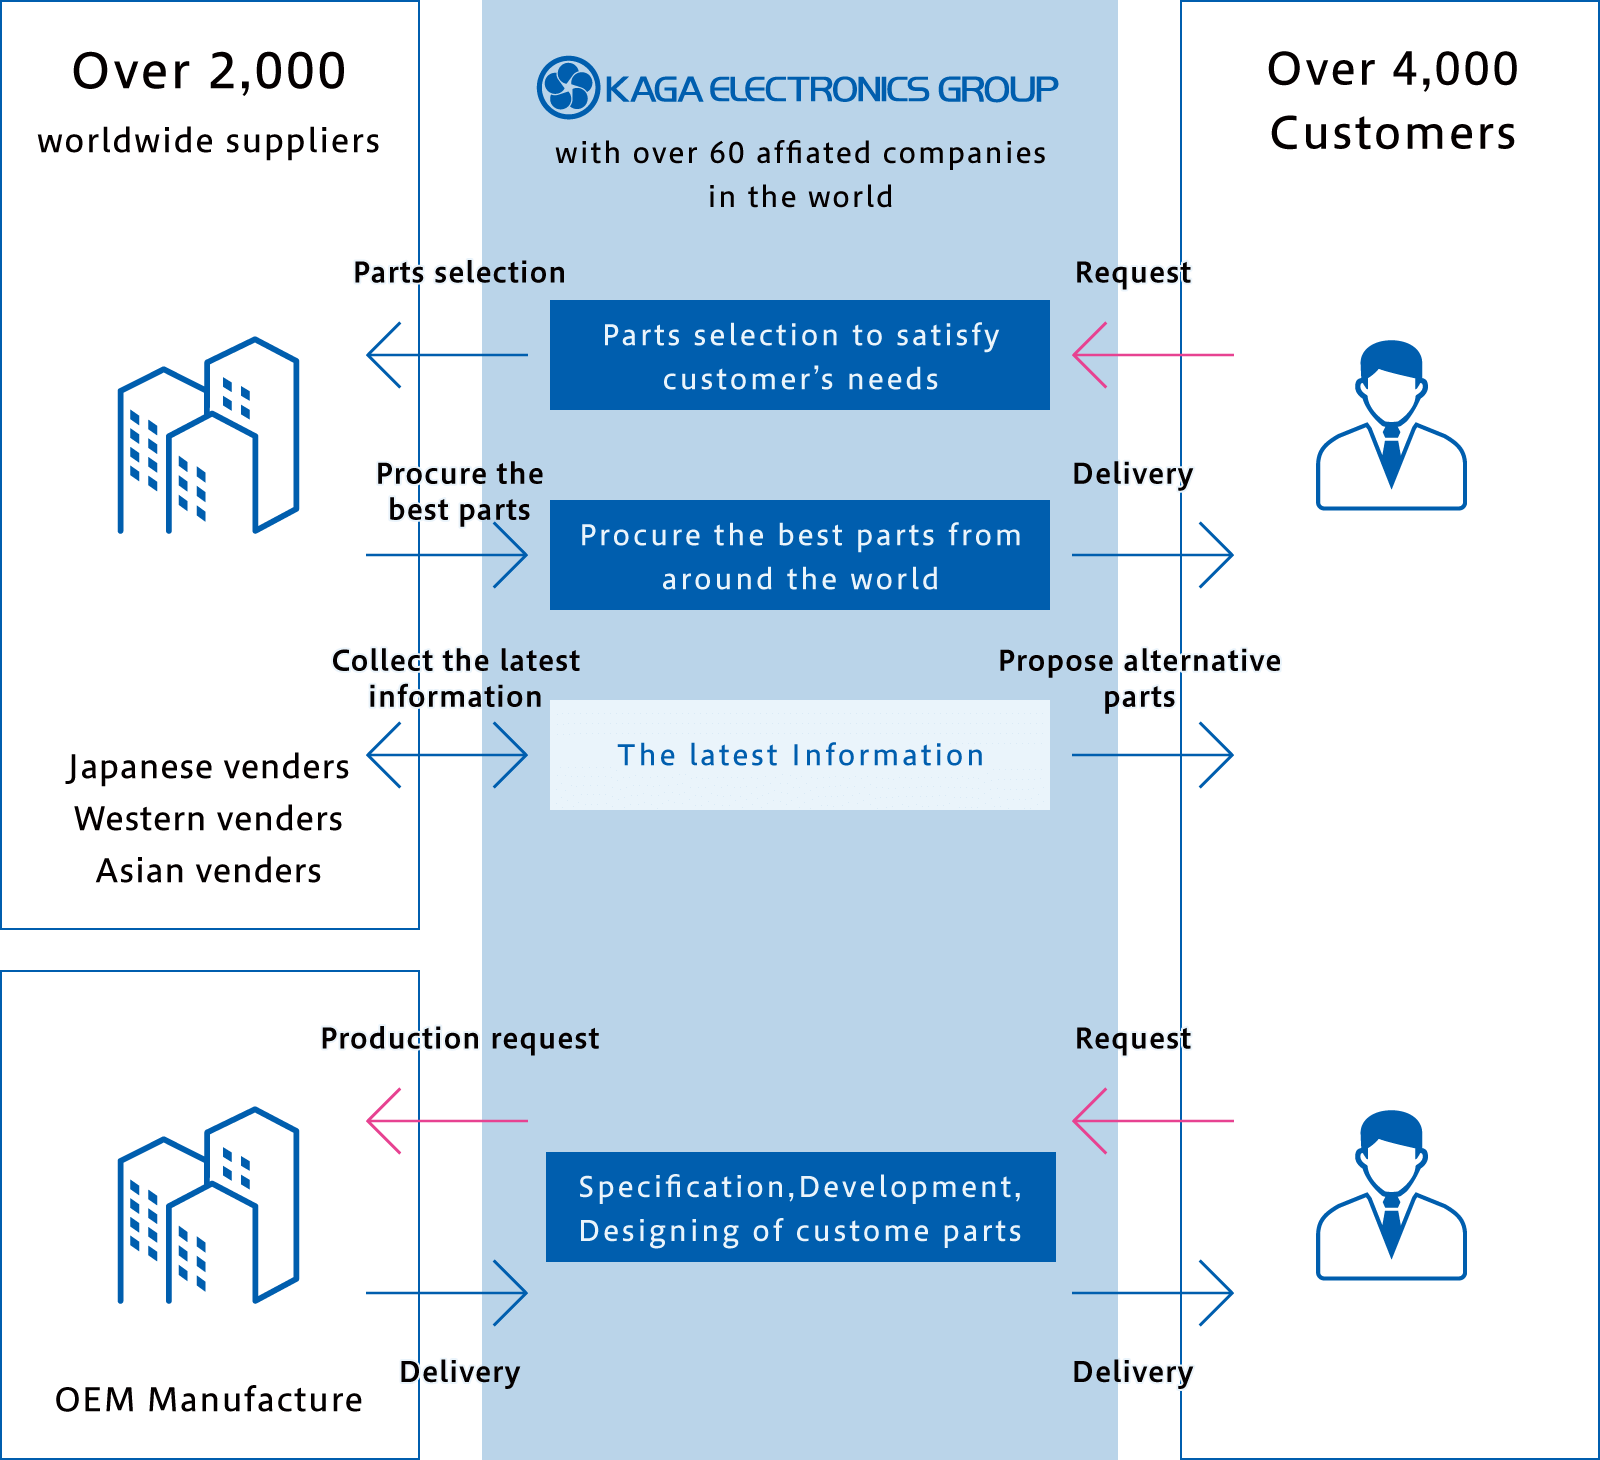 Over 2,000
worldwide suppliers
KAGA ELECTRONICS GROUP
with over 60 affiated companies
in the world
Over 4,000
Customers
Parts selection
Parts selection to satisfy
customer’s needs
Request
Procure the
best parts
Procure the best parts from
around the world
Delivery
Collect the latest
information
The latest Information
Propose alternative
parts
Japanese venders
Western venders
Asian venders
Production request
Request
Specification,Development,
Designing of custome parts
Delivery
Delivery
OEM Manufacture